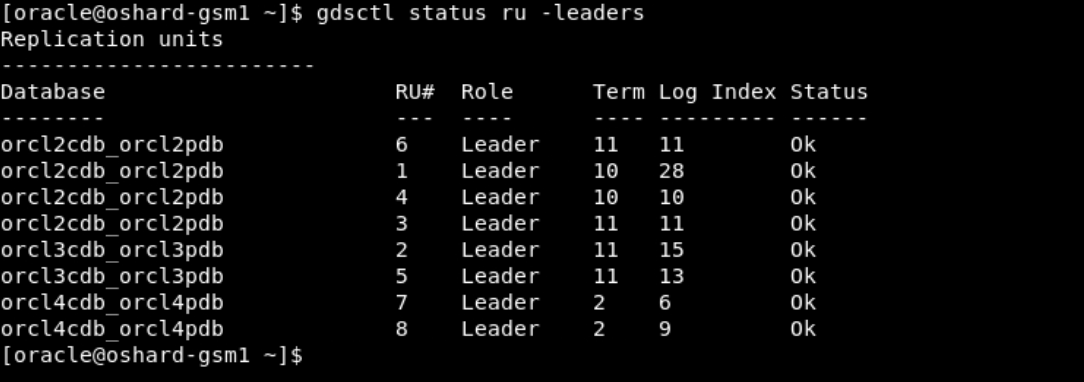 [oracle@oshard-gsm1 ~]$ gdsctl status ru -leaders
Replication units
------------------------
Database                      RU#  Role      Term Log Index Status
--------                      ---  ----      ---- --------- ------
orcl2cdb_orcl2pdb             6    Leader    11   11        Ok
orcl2cdb_orcl2pdb             1    Leader    10   28        Ok
orcl2cdb_orcl2pdb             4    Leader    10   10        Ok
orcl2cdb_orcl2pdb             3    Leader    11   11        Ok
orcl3cdb_orcl3pdb             2    Leader    11   15        Ok
orcl3cdb_orcl3pdb             5    Leader    11   13        Ok
orcl4cdb_orcl4pdb             7    Leader    2    6         Ok
orcl4cdb_orcl4pdb             8    Leader    2    9         Ok
[oracle@oshard-gsm1 ~]$